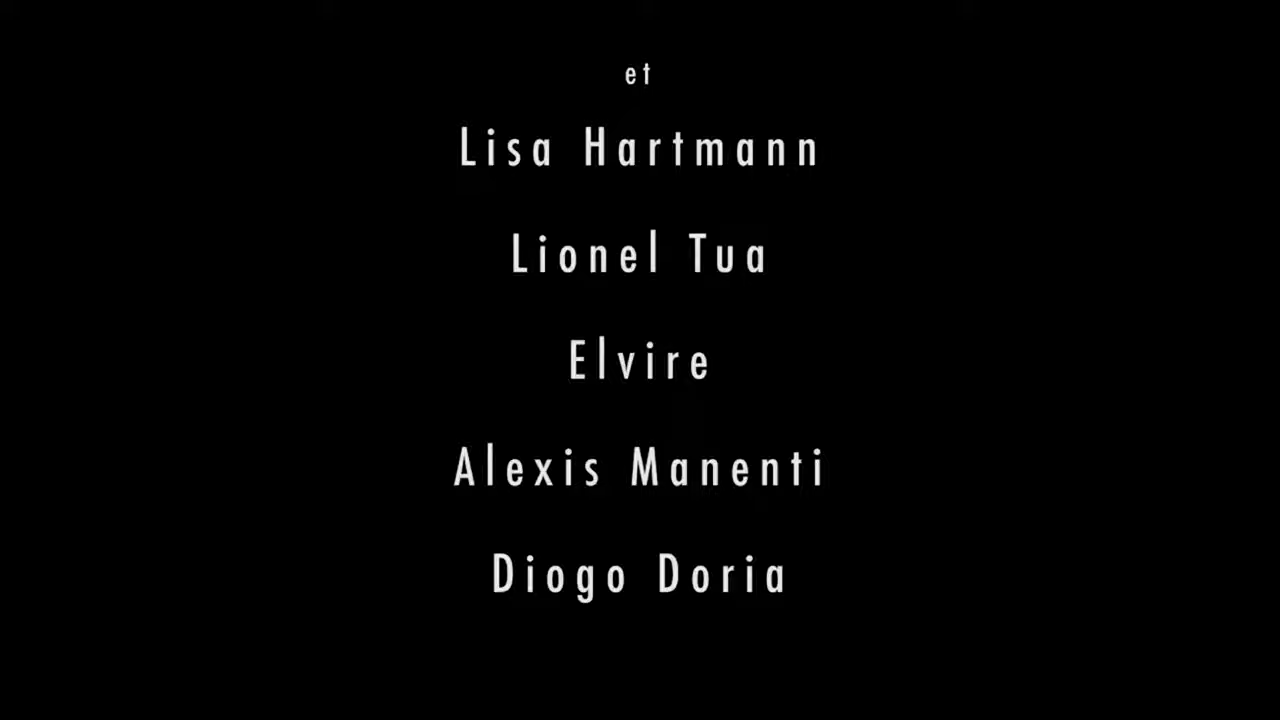 et
Lisa Hartmann
Lionel Tua
Elvire
Alexis Manenti
Diogo Doria